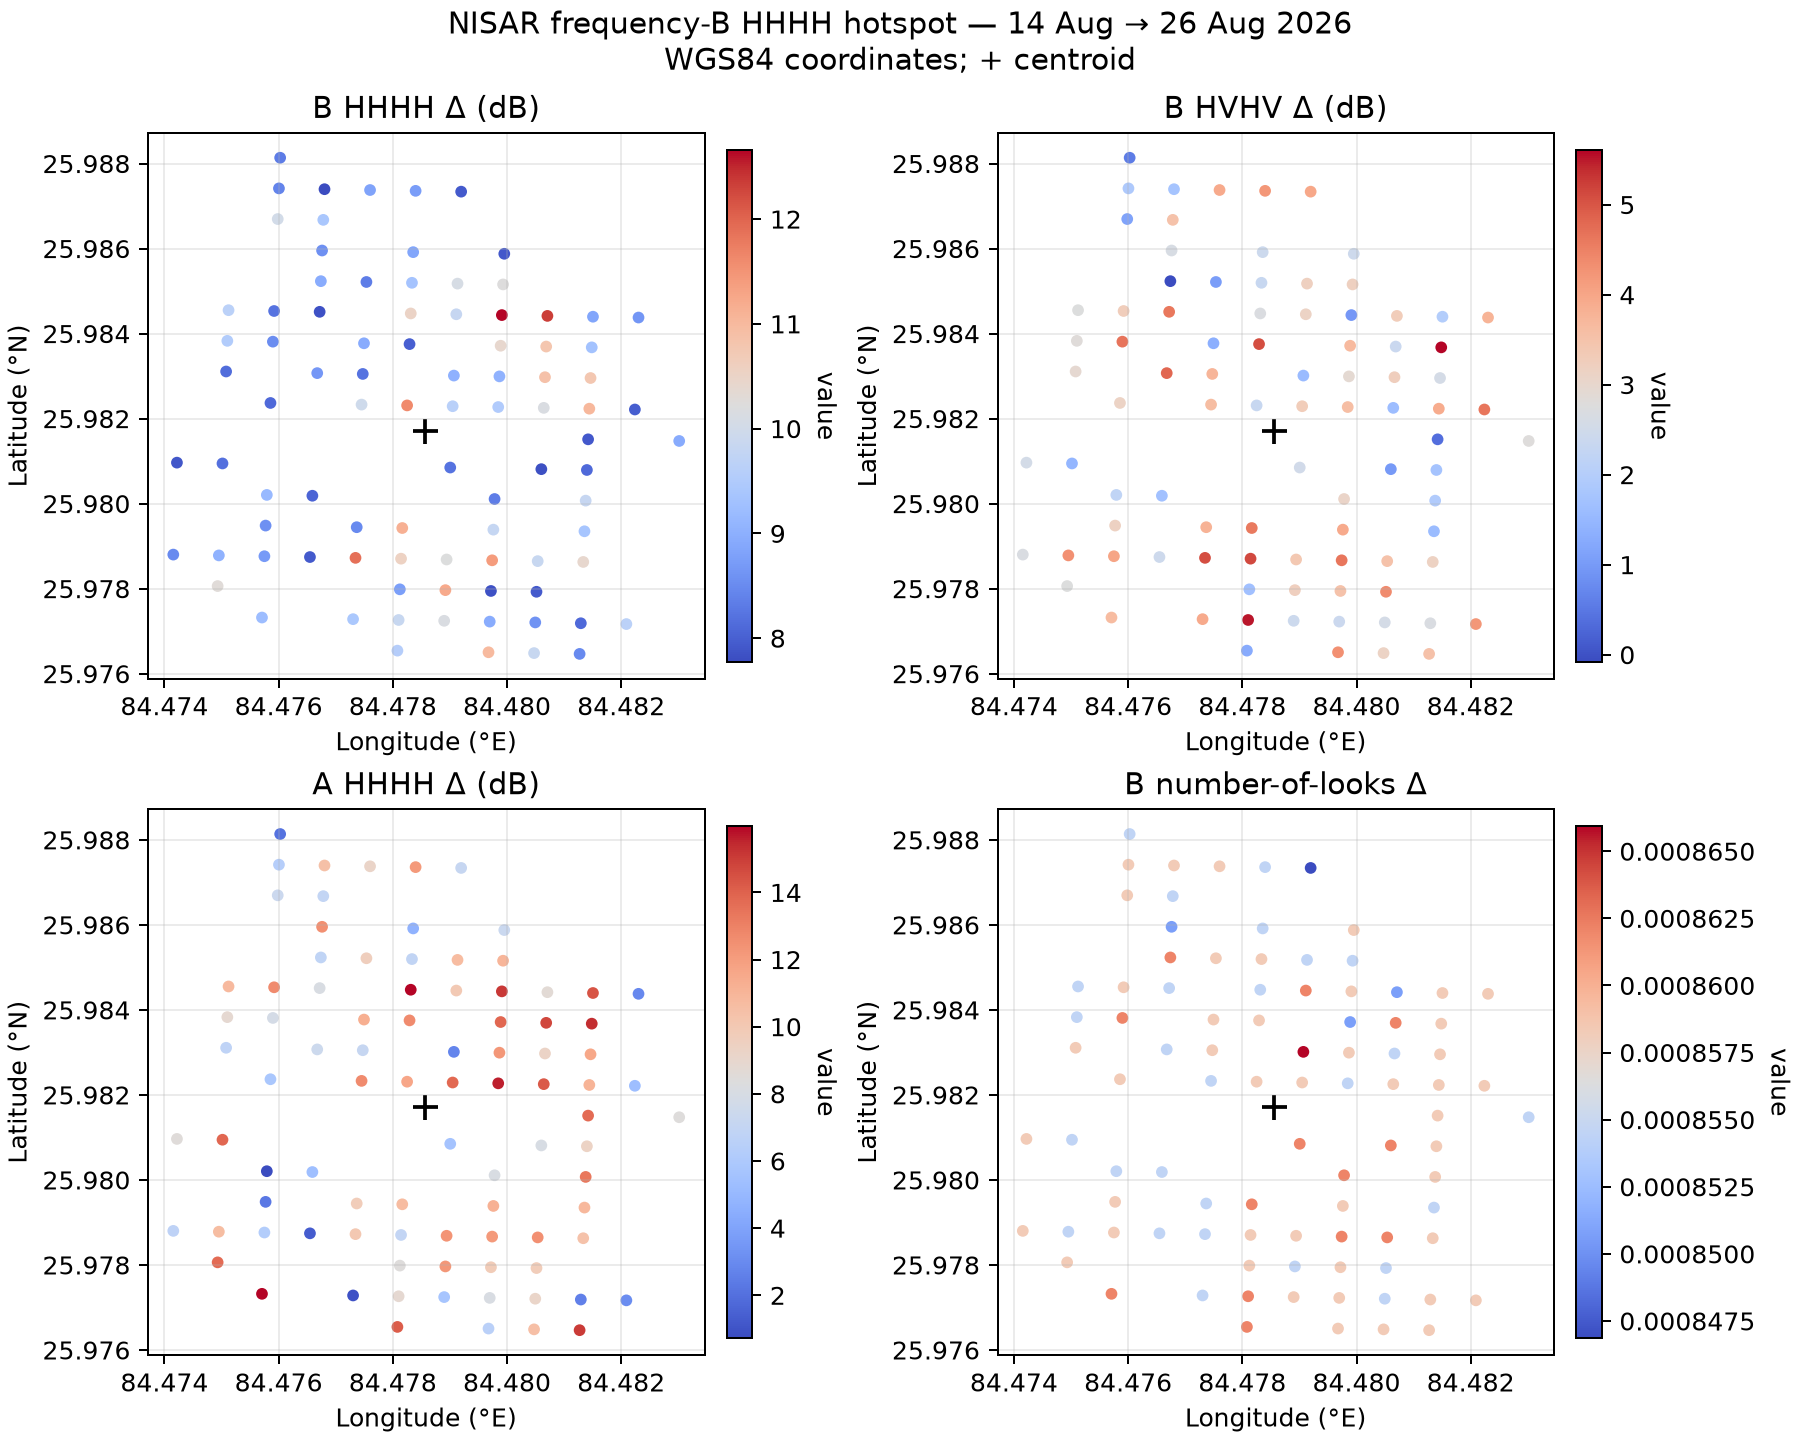 NISAR frequency-B HHHH hotspot — 14 Aug → 26 Aug 2026
WGS84 coordinates; + centroid
B HHHH Δ (dB)
25.988
25.986
25.984
25.982
25.980
25.978
25.976
Latitude (°N)
84.474 84.476 84.478 84.480 84.482
Longitude (°E)
12
11
10
9
8
value
B HVHV Δ (dB)
25.988
25.986
25.984
25.982
25.980
25.978
25.976
Latitude (°N)
84.474 84.476 84.478 84.480 84.482
Longitude (°E)
5
4
3
2
1
0
value
A HHHH Δ (dB)
25.988
25.986
25.984
25.982
25.980
25.978
25.976
Latitude (°N)
84.474 84.476 84.478 84.480 84.482
Longitude (°E)
14
12
10
8
6
4
2
value
B number-of-looks Δ
25.988
25.986
25.984
25.982
25.980
25.978
25.976
Latitude (°N)
84.474 84.476 84.478 84.480 84.482
Longitude (°E)
0.0008650
0.0008625
0.0008600
0.0008575
0.0008550
0.0008525
0.0008500
0.0008475
value